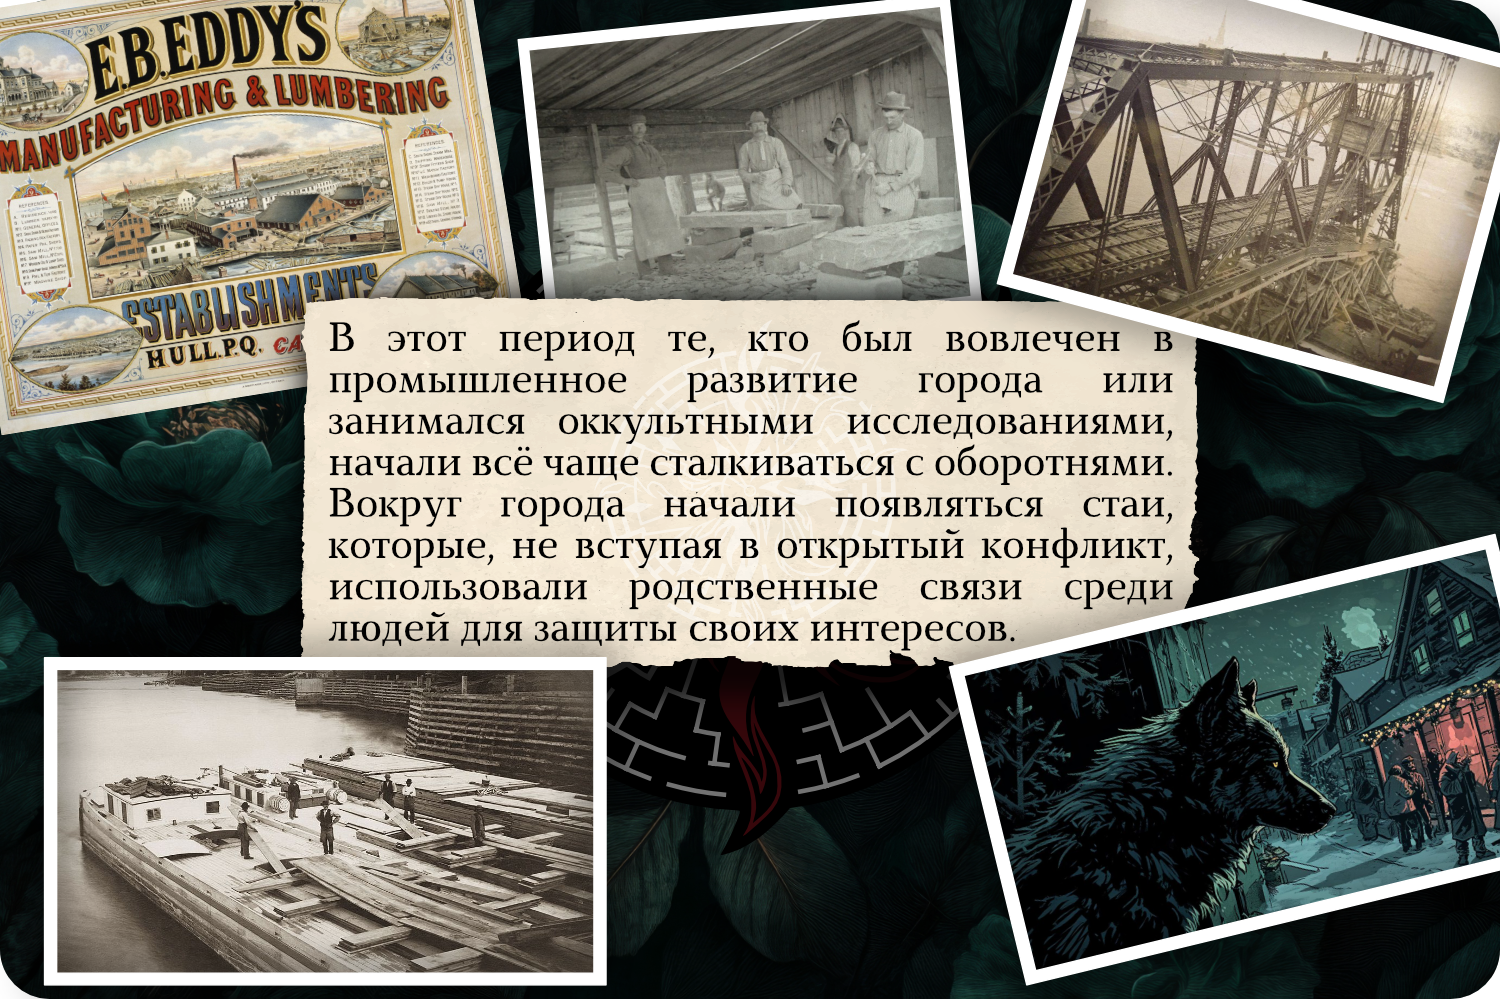 E.B.EDDY'S
MANUFACTURING & LUMBERING
REFERENCES
REFERENCES
ESTABLISHMENTS
HULL.P.Q.
В этот период те, кто был вовлечен в
промышленное развитие города или
занимался оккультными исследованиями,
начали всё чаще сталкиваться с оборотнями.
Вокруг города начали появляться стаи,
которые, не вступая в открытый конфликт,
использовали родственные связи среди
людей для защиты своих интересов.